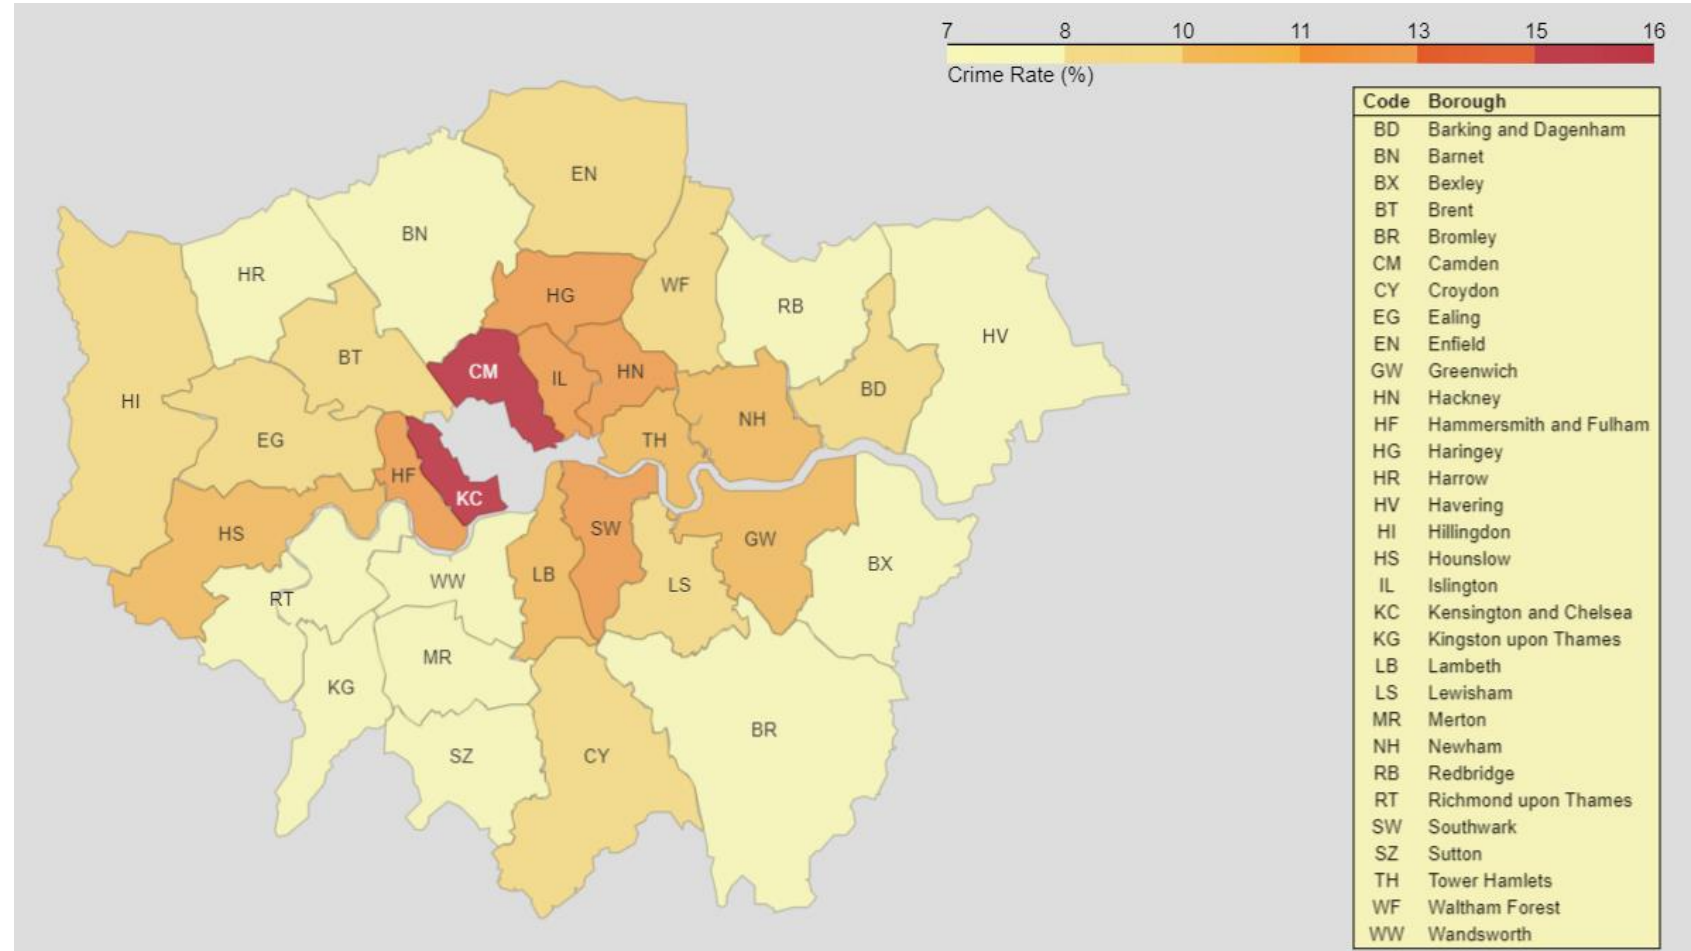 7 8 10 11 13 15 16
Crime Rate (%)
Code Borough
BD Barking and Dagenham
BN Barnet
BX Bexley
BT Brent
BR Bromley
CM Camden
CY Croydon
EG Ealing
EN Enfield
GW Greenwich
HN Hackney
HF Hammersmith and Fulham
HG Haringey
HR Harrow
HV Havering
HI Hillingdon
HS Hounslow
IL Islington
KC Kensington and Chelsea
KG Kingston upon Thames
LB Lambeth
LS Lewisham
MR Merton
NH Newham
RB Redbridge
RT Richmond upon Thames
SW Southwark
SZ Sutton
TH Tower Hamlets
WF Waltham Forest
WW Wandsworth
EN
BN
HR
WF
HG
RB
HV
BT
CM
IL
HN
BD
HI
NH
EG
TH
HF
KC
HS
SW
GW
BX
LB
WW
LS
RT
MR
KG
BR
SZ
CY